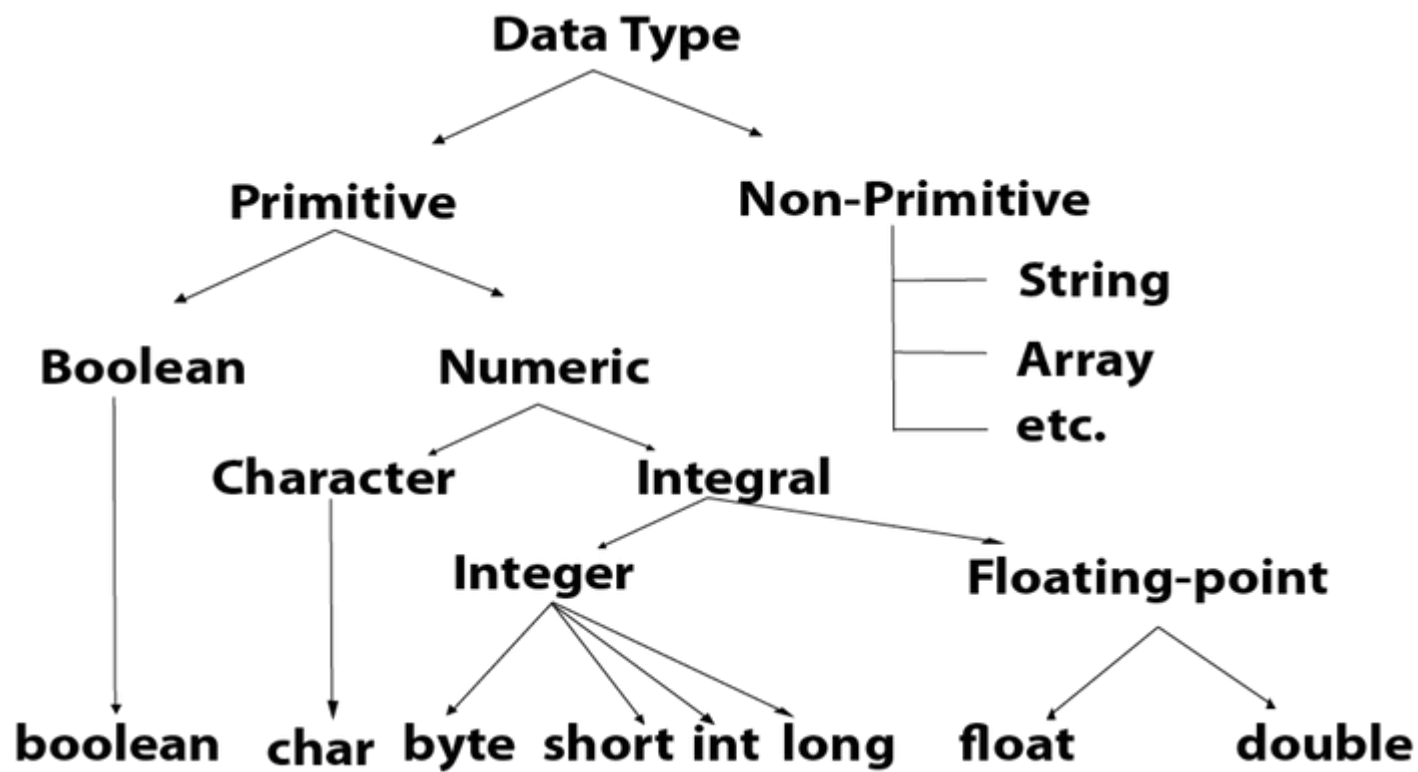 Data Type
Primitive
Non-Primitive
String
Array
etc.
Boolean
Numeric
Character
Integral
Integer
Floating-point
boolean
char
byte
short
int
long
float
double